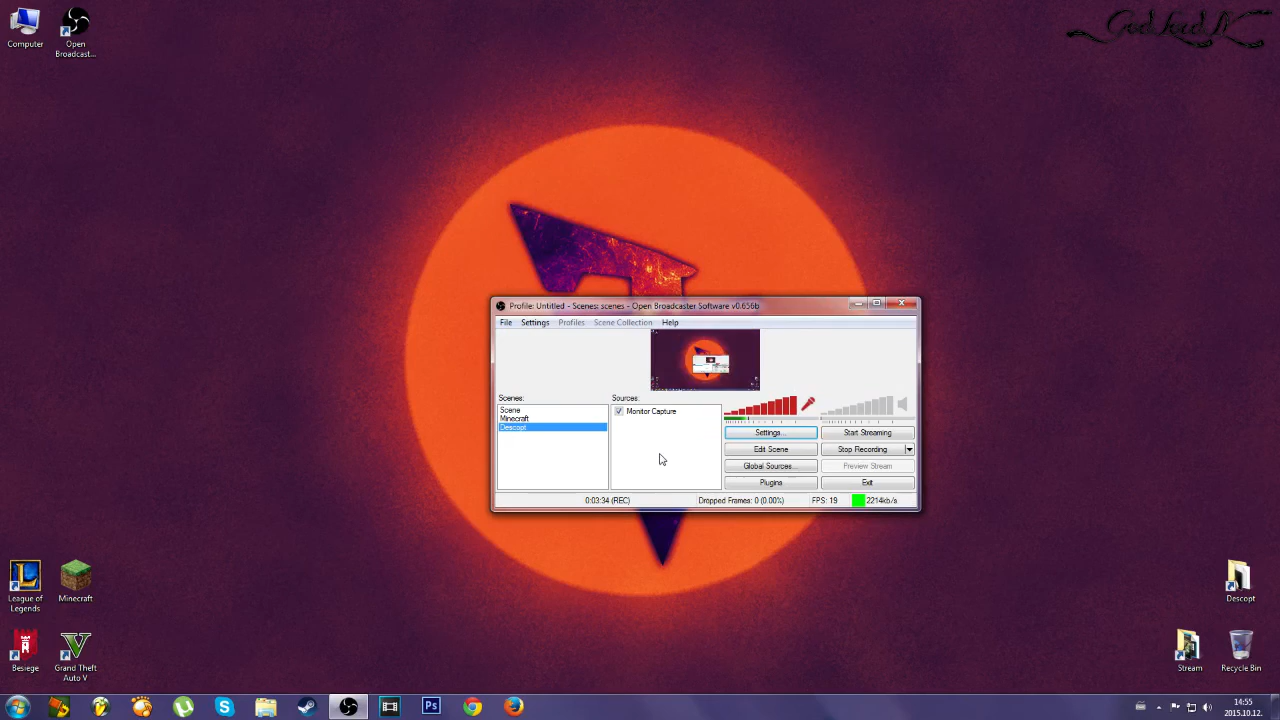 Computer
Open
Broadcast...
GodLordLV
Profile: Untitled - Scenes: scenes - Open Broadcaster Software v0.656b
File Settings Profiles Scene Collection Help
Scenes:
Sources:
Scene
Minecraft
Descopt
Monitor Capture
Settings...
Start Streaming
Edit Scene
Stop Recording
Global Sources...
Preview Stream
Plugins
Exit
0:03:34 (REC)
Dropped Frames: 0 (0.00%)
FPS: 19
2214kb/s
League of
Legends
Minecraft
Besiege
Grand Theft
Auto V
Descopt
Stream
Recycle Bin
Ps
14:55
2015.10.12.